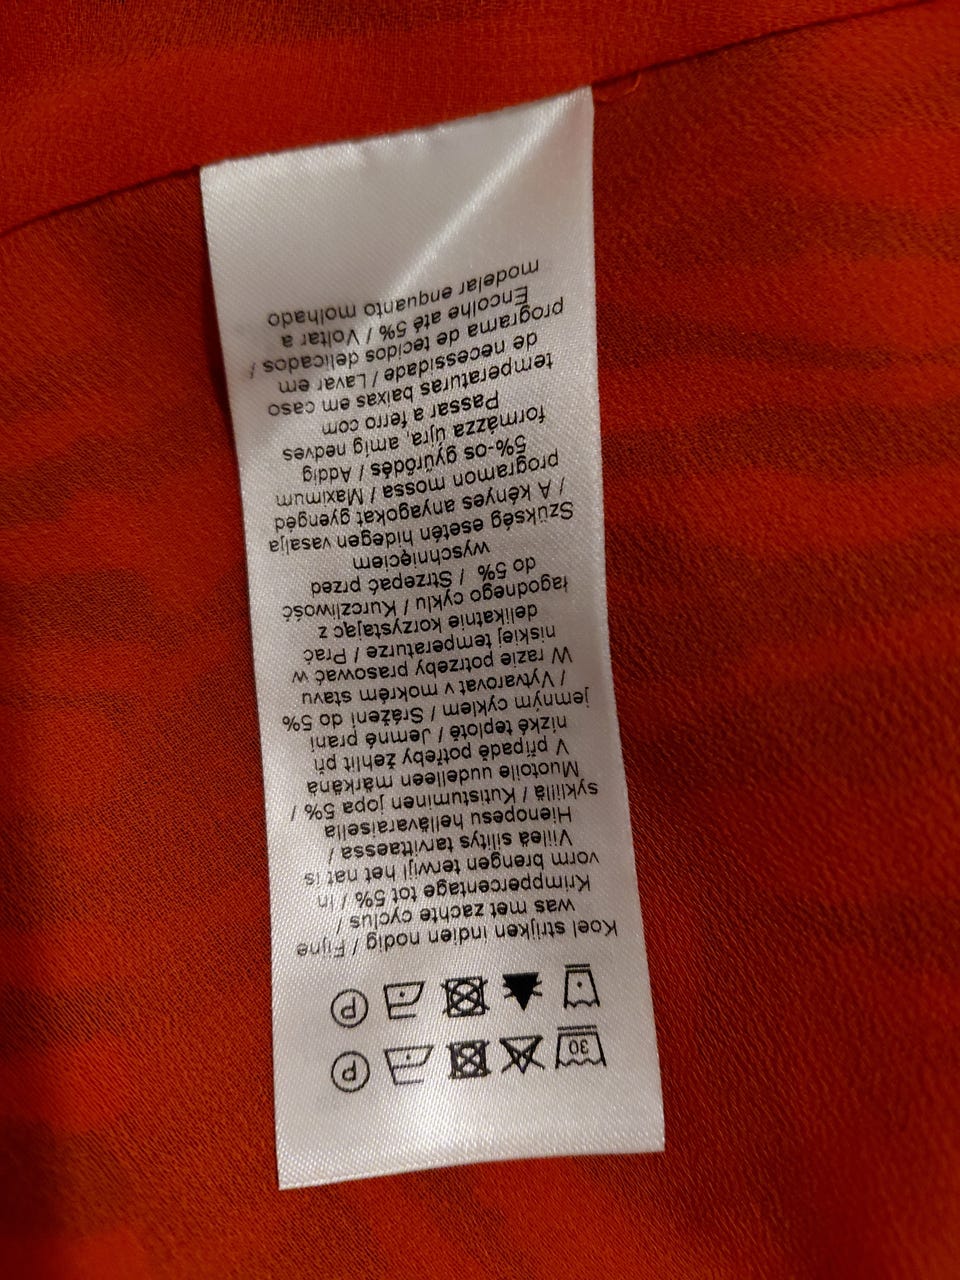 30 P
P
Koel strijken indien nodig / Fijne
was met zachte cyclus /
Krimppercentage tot 5% / In
vorm brengen terwijl het nat is
Viileä silitys tarvittaessa /
Hienopesu hellävaraisella
syklillä / Kutistuminen jopa 5% /
Muotoile uudelleen märkänä
V případě potřeby žehlit při
nízké teplotě / Jemné praní
jemným cyklem / Srážení do 5%
/ Vytvarovat v mokrém stavu
W razie potrzeby prasować w
niskiej temperaturze / Prać
delikatnie korzystając z
łagodnego cyklu / Kurczliwość
do 5% / Strzepać przed
wyschnięciem
Szükség esetén hidegen vasalja
/ A kényes anyagokat gyengéd
programon mossa / Maximum
5%-os gyűrődés / Addig
formázza újra, amíg nedves
Passar a ferro com
temperaturas baixas em caso
de necessidade / Lavar em
programa de tecidos delicados /
Encolhe até 5% / Voltar a
modelar enquanto molhado